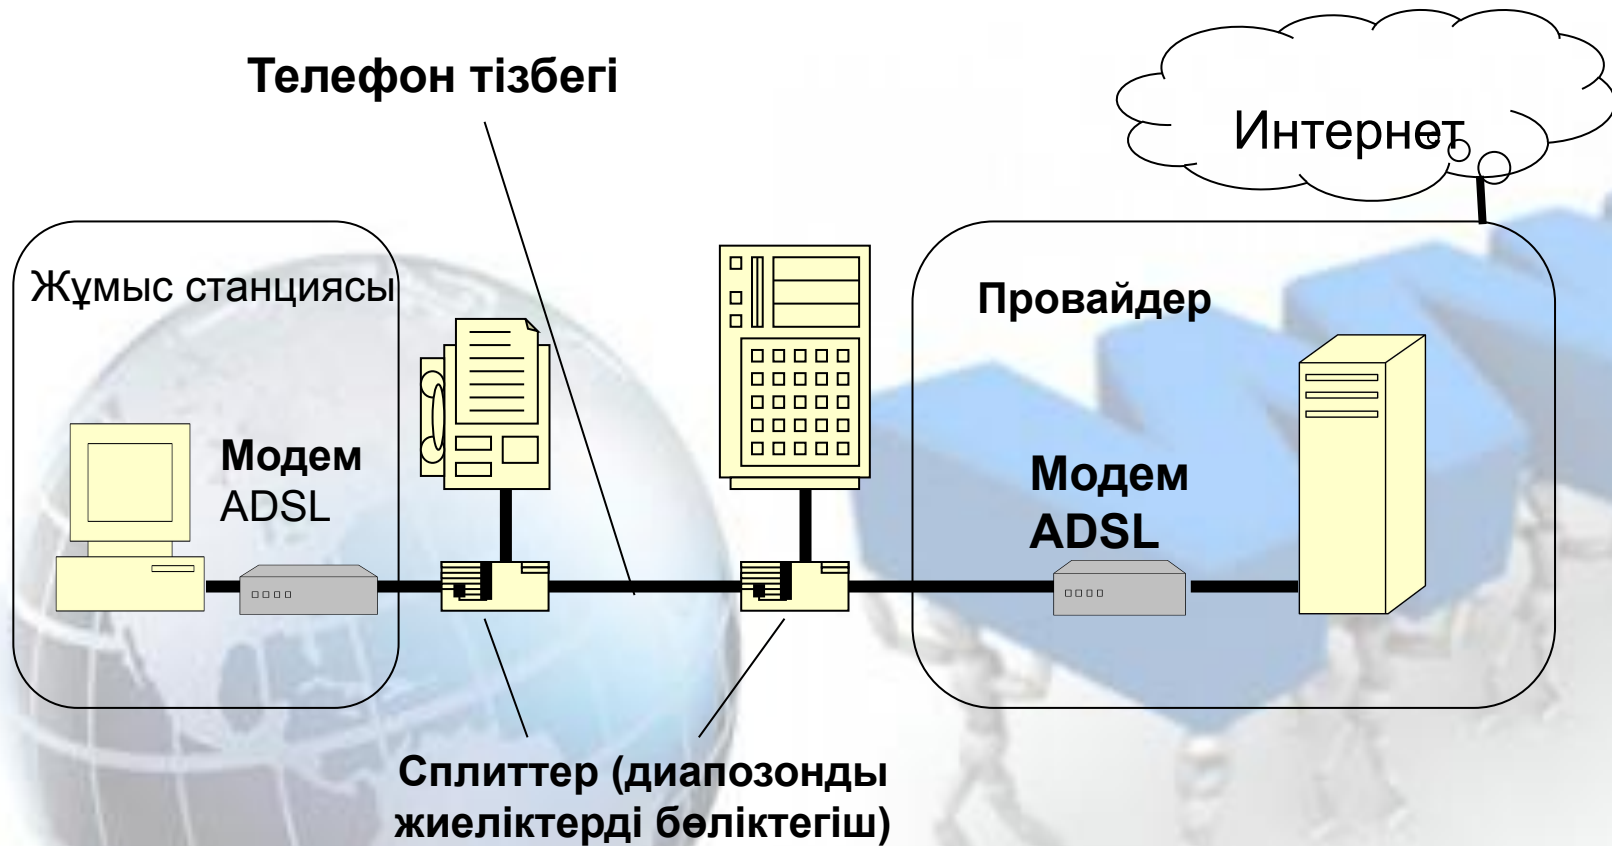 Телефон тізбегі
Интернет
Жұмыс станциясы
Провайдер
Модем
ADSL
Модем
ADSL
Сплиттер (диапозонды
жиеліктерді бөліктегіш)